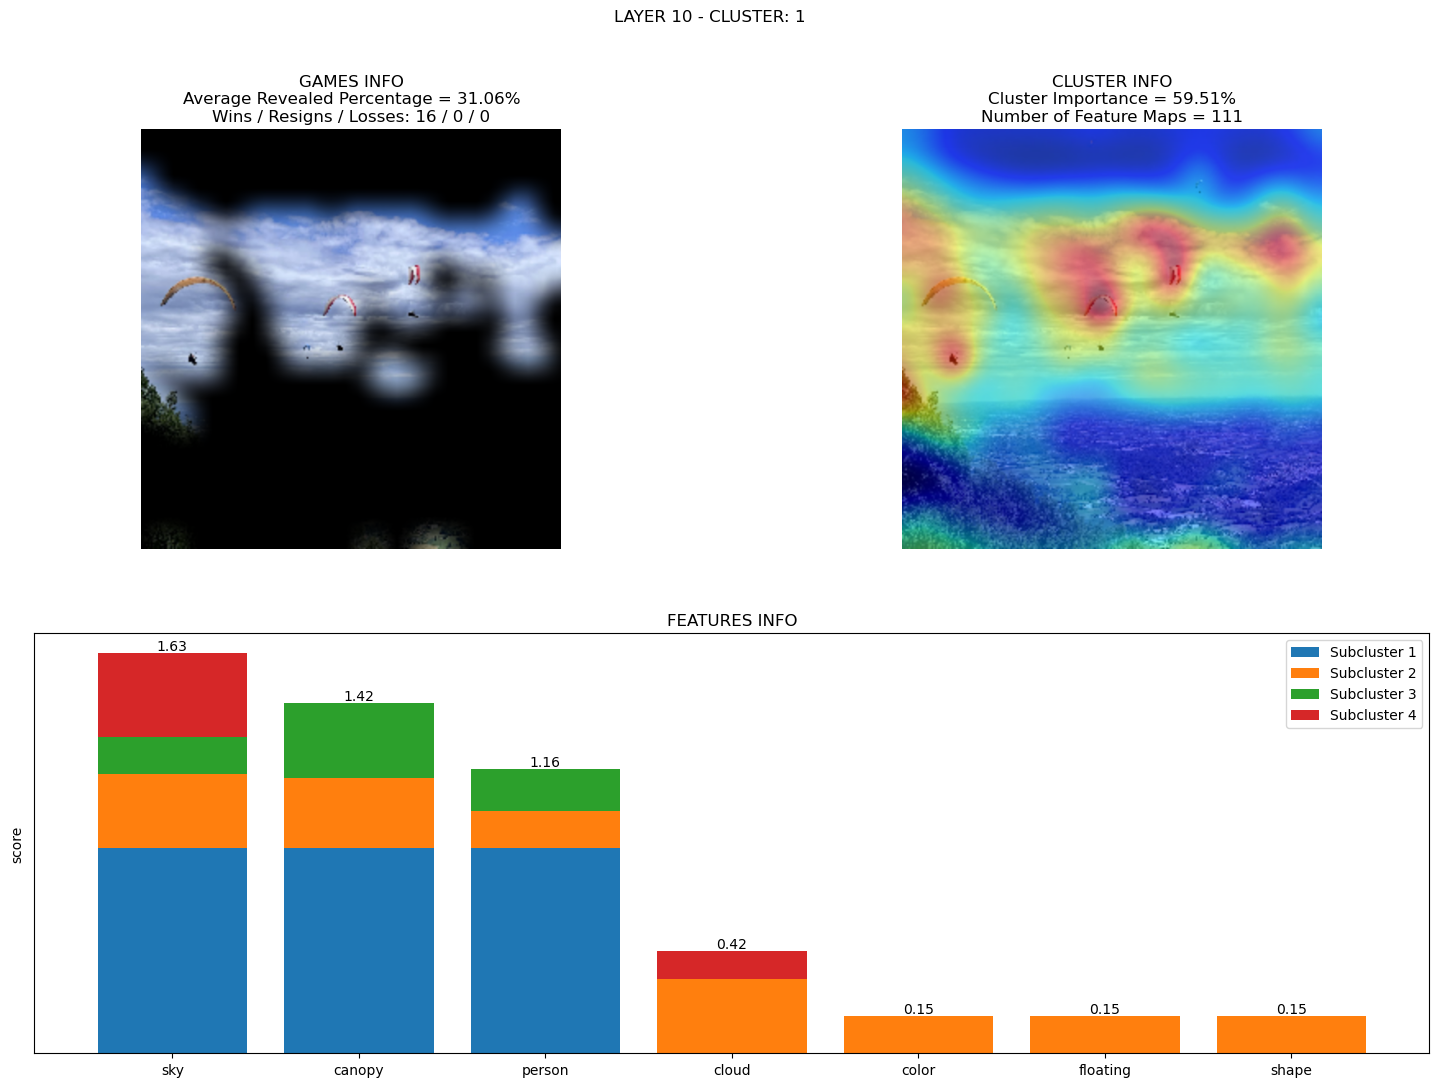 LAYER 10 - CLUSTER: 1
GAMES INFO
Average Revealed Percentage = 31.06%
Wins / Resigns / Losses: 16 / 0 / 0
CLUSTER INFO
Cluster Importance = 59.51%
Number of Feature Maps = 111
FEATURES INFO
score
1.63
1.42
1.16
0.42
0.15
0.15
0.15
Subcluster 1
Subcluster 2
Subcluster 3
Subcluster 4
sky
canopy
person
cloud
color
floating
shape